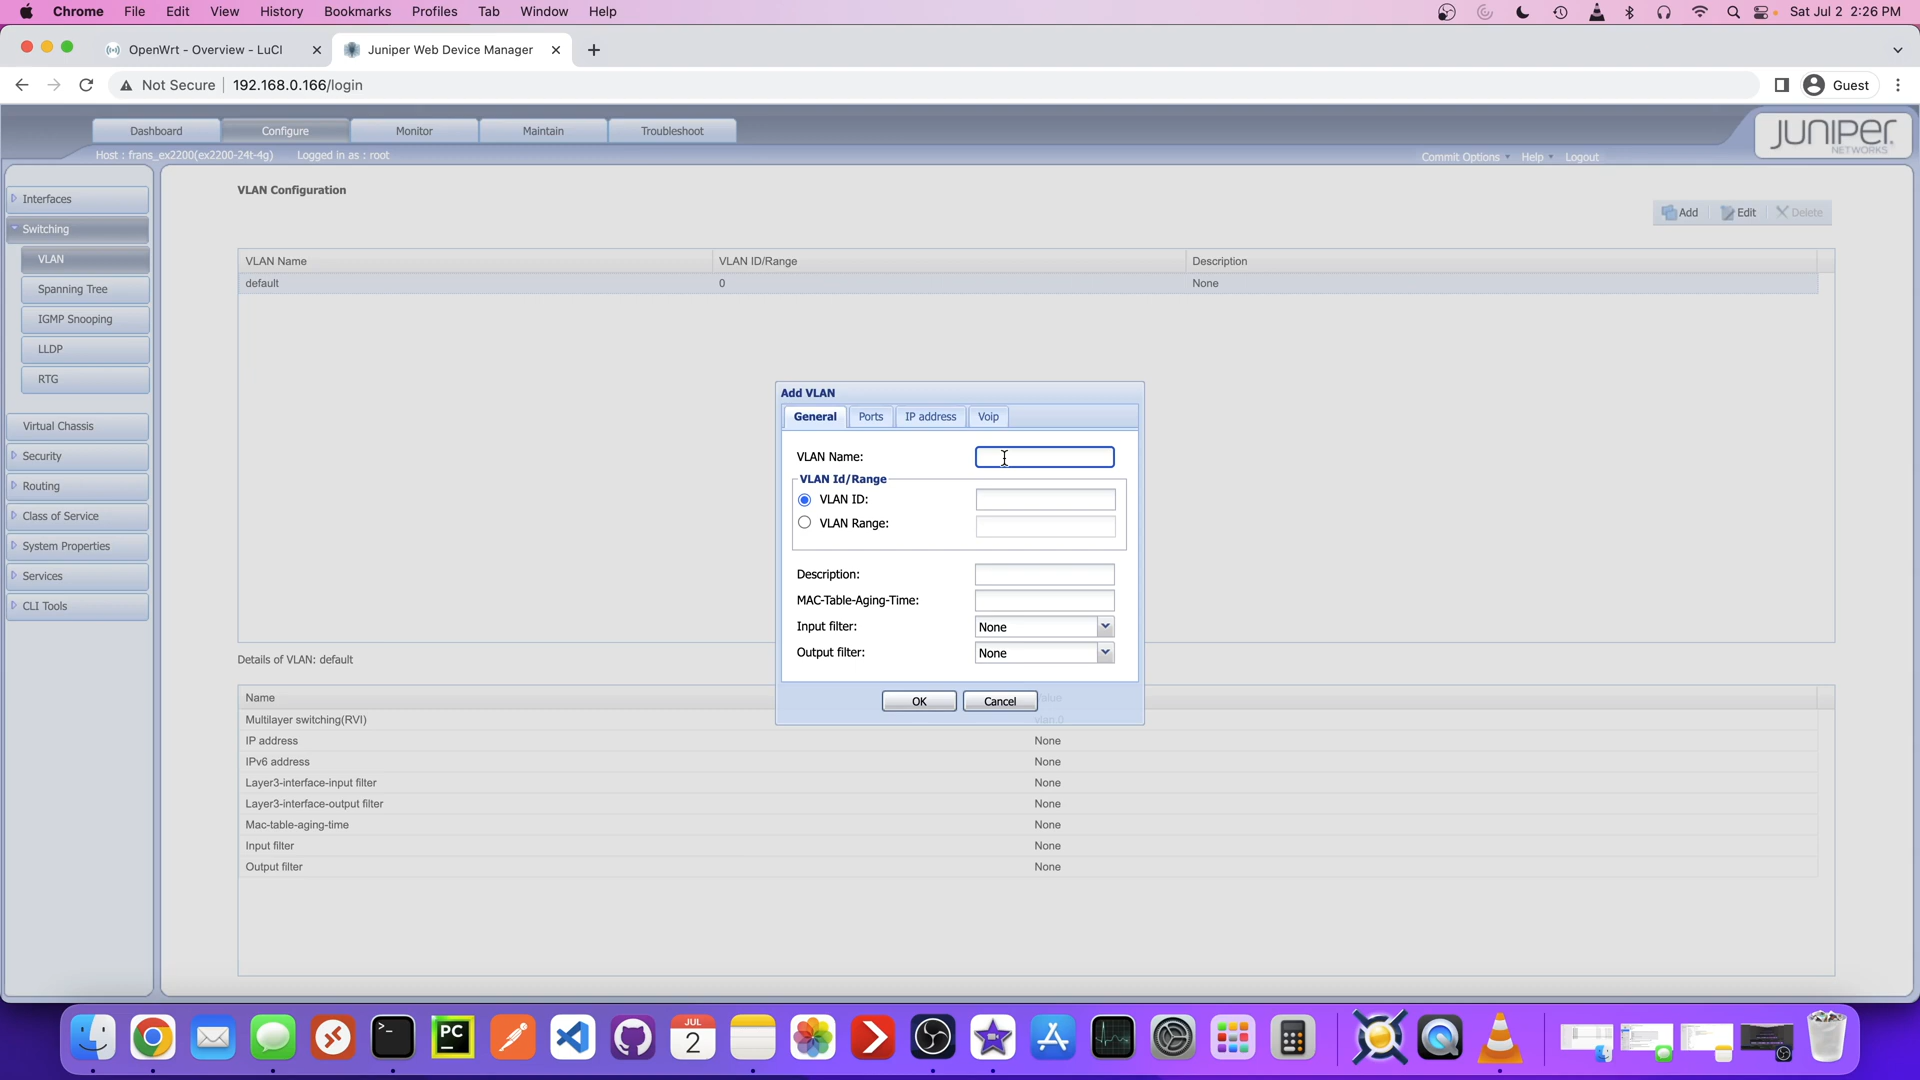 Chrome File Edit View History Bookmarks Profiles Tab Window Help Sat Jul 2 2:26 PM
OpenWrt - Overview - LuCI Juniper Web Device Manager
Not Secure 192.168.0.166/login Guest
Dashboard Configure Monitor Maintain Troubleshoot
JUNIPER
NETWORKS
Host : frans_ex2200(ex2200-24t-4g) Logged in as : root Commit Options Help Logout
Interfaces
Switching
VLAN
Spanning Tree
IGMP Snooping
LLDP
RTG
Virtual Chassis
Security
Routing
Class of Service
System Properties
Services
CLI Tools
VLAN Configuration
Add Edit Delete
VLAN Name VLAN ID/Range Description
default 0 None
Add VLAN
General Ports IP address Voip
VLAN Name:
VLAN Id/Range
VLAN ID:
VLAN Range:
Description:
MAC-Table-Aging-Time:
Input filter: None
Output filter: None
OK Cancel
Details of VLAN: default
Name Value
Multilayer switching(RVI) vlan.0
IP address None
IPv6 address None
Layer3-interface-input filter None
Layer3-interface-output filter None
Mac-table-aging-time None
Input filter None
Output filter None
PC
JUL
2